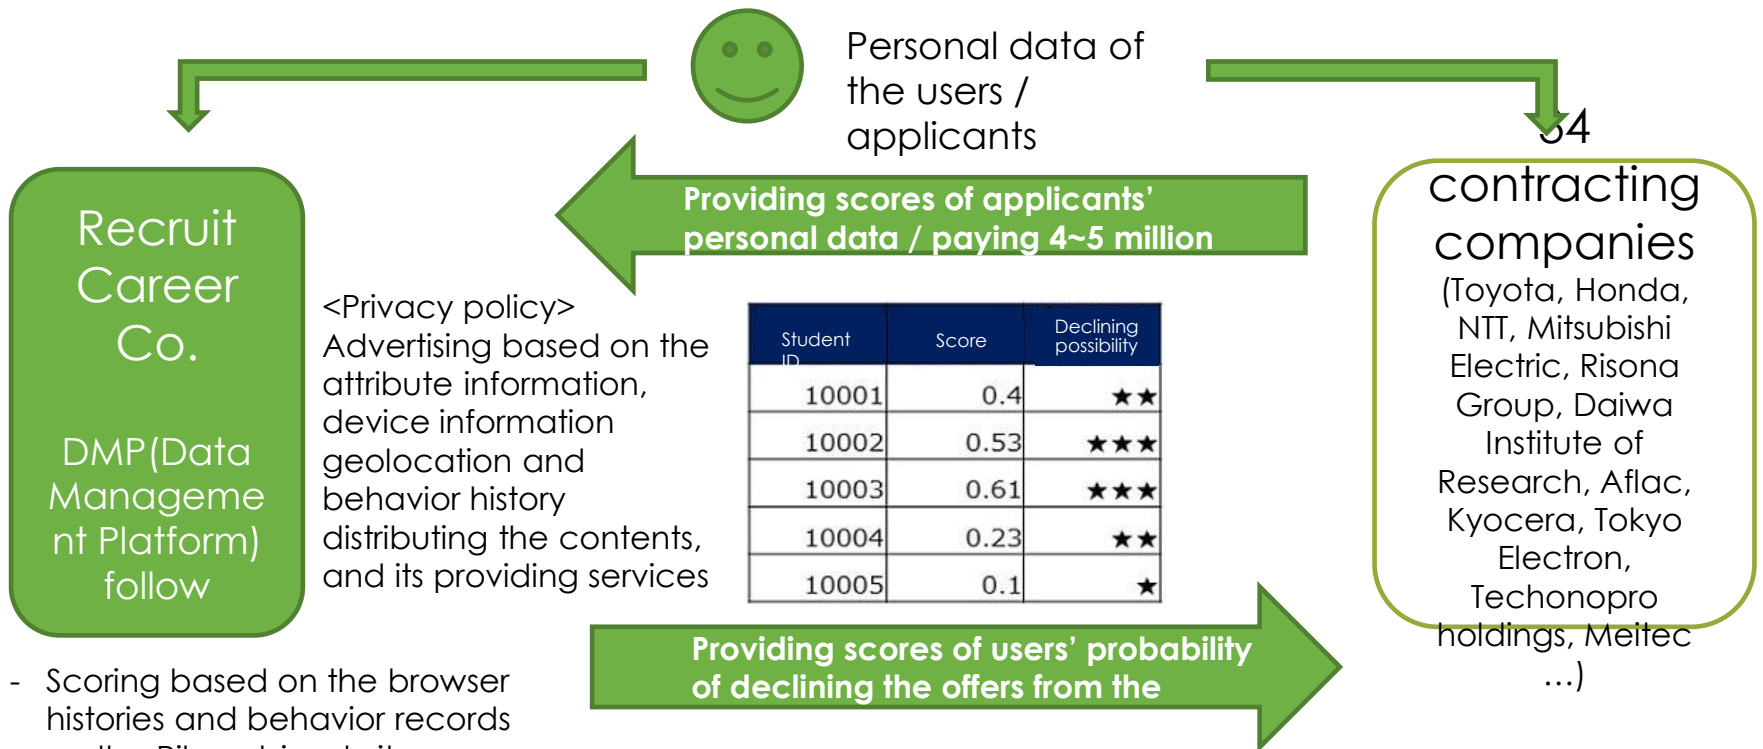 Personal data of
the users /
applicants
Providing scores of applicants'
personal data / paying 4~5 million
Recruit
Career
Co.
DMP(Data
Manageme
nt Platform)
follow
<Privacy policy>
Advertising based on the
attribute information,
device information
geolocation and
behavior history
distributing the contents,
and its providing services
Student ID Score Declining possibility
10001 0.4 ★★
10002 0.53 ★★★
10003 0.61 ★★★
10004 0.23 ★★
10005 0.1 ★
contracting
companies
(Toyota, Honda,
NTT, Mitsubishi
Electric, Risona
Group, Daiwa
Institute of
Research, Aflac,
Kyocera, Tokyo
Electron,
Techonopro
holdings, Meitec
…)
Providing scores of users' probability
of declining the offers from the
- Scoring based on the browser
histories and behavior records